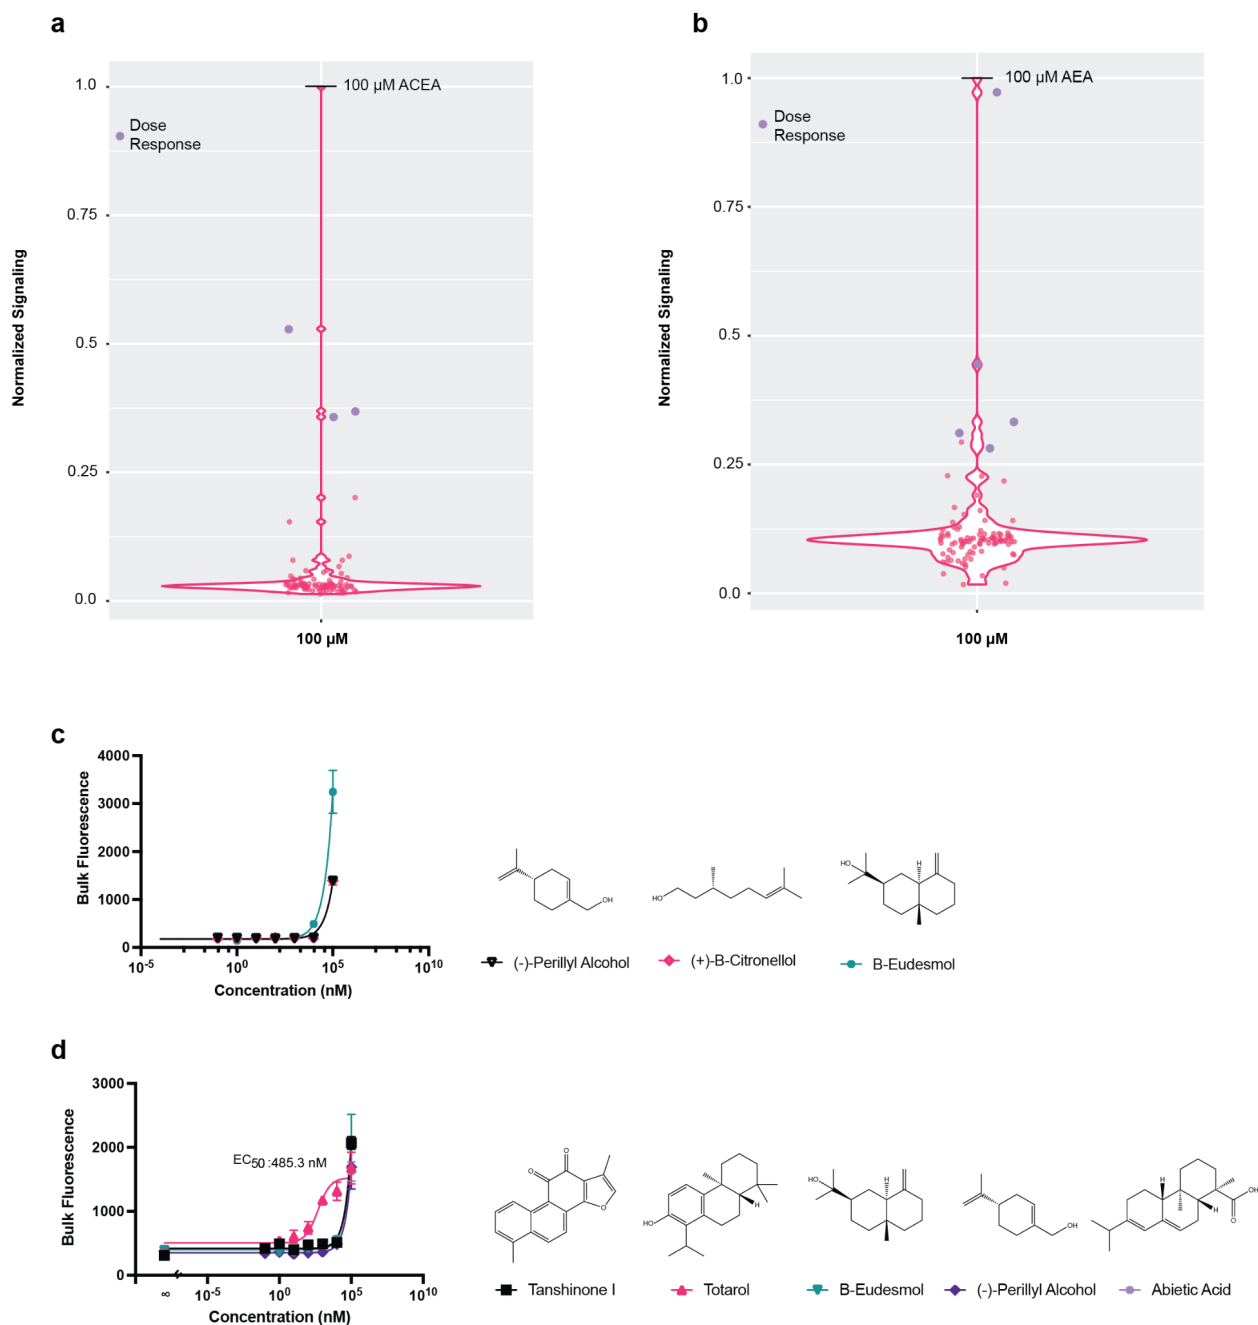 a
1.0
100 µM ACEA
Dose
Response
0.75
Normalized Signaling
0.5
0.25
0.0
100 µM
b
1.0
100 µM AEA
Dose
Response
0.75
Normalized Signaling
0.5
0.25
0.0
100 µM
c
4000
3000
2000
1000
0
Bulk Fluorescence
10-5
100
105
1010
Concentration (nM)
OH
HO
HO
H
(-)-Perillyl Alcohol
(+)-B-Citronellol
B-Eudesmol
d
3000
2000
1000
0
Bulk Fluorescence
EC50:485.3 nM
∞
10-5
100
105
1010
Concentration (nM)
O
O
O
HO
H
HO
H
OH
H
H
O
OH
Tanshinone I
Totarol
B-Eudesmol
(-)-Perillyl Alcohol
Abietic Acid